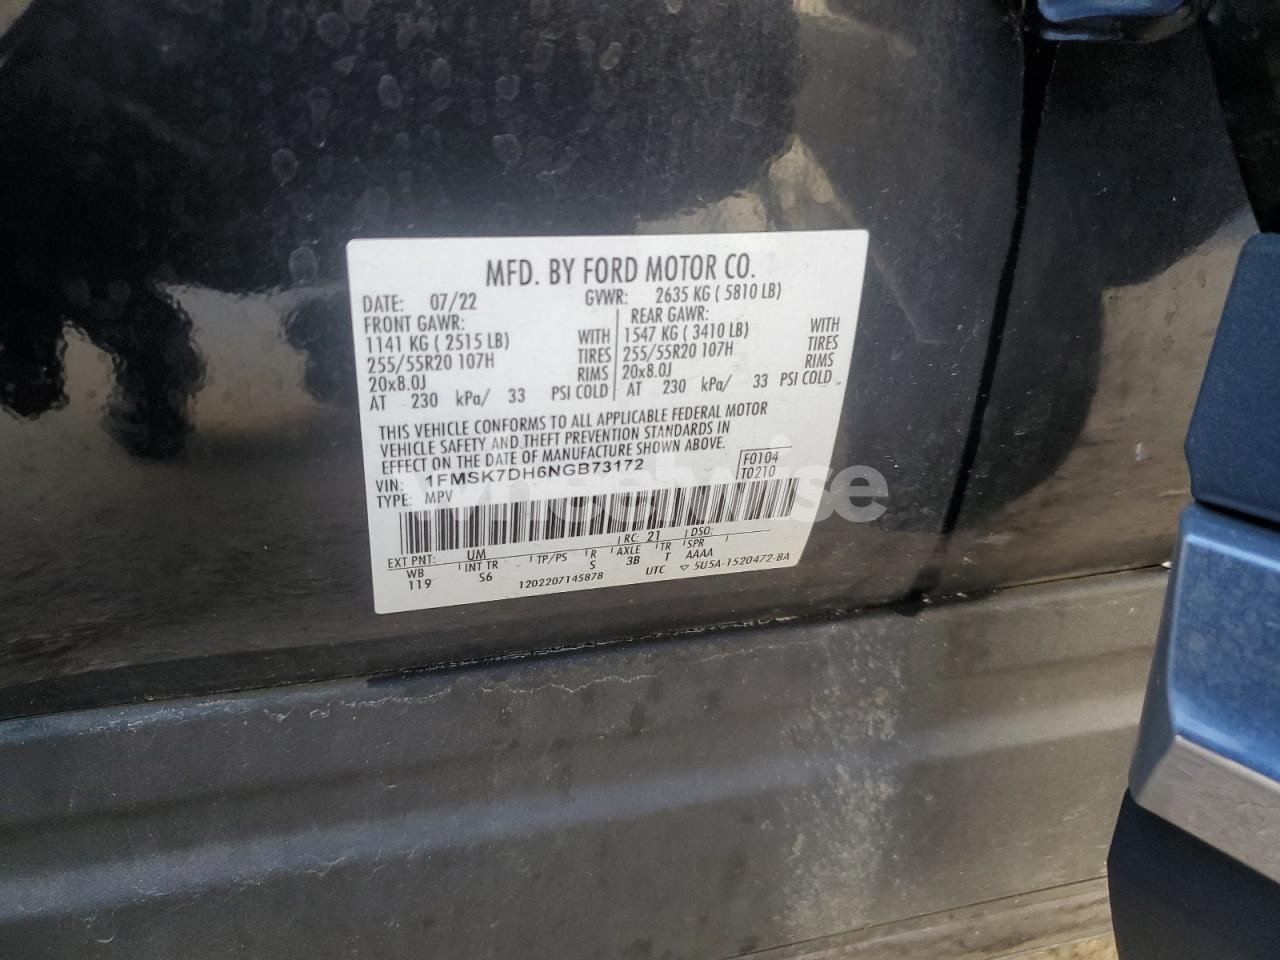 MFD. BY FORD MOTOR CO.
DATE: 07/22 GVWR: 2635 KG ( 5810 LB)
FRONT GAWR: REAR GAWR:
1141 KG ( 2515 LB) WITH 1547 KG ( 3410 LB) WITH
255/55R20 107H TIRES 255/55R20 107H TIRES
20x8.0J RIMS 20x8.0J RIMS
AT 230 kPa/ 33 PSI COLD AT 230 kPa/ 33 PSI COLD
THIS VEHICLE CONFORMS TO ALL APPLICABLE FEDERAL MOTOR
VEHICLE SAFETY AND THEFT PREVENTION STANDARDS IN
EFFECT ON THE DATE OF MANUFACTURE SHOWN ABOVE.
VIN: 1FMSK7DH6NGB73172 F0104
TYPE: MPV T0210
wheelwise
EXT PNT: UM RC: 21 DSO:
WB INT TR TP/PS R AXLE TR SPR
119 S6 S 3B T AAAA
1202207145878 UTC ▽ 5U5A-1520472-BA